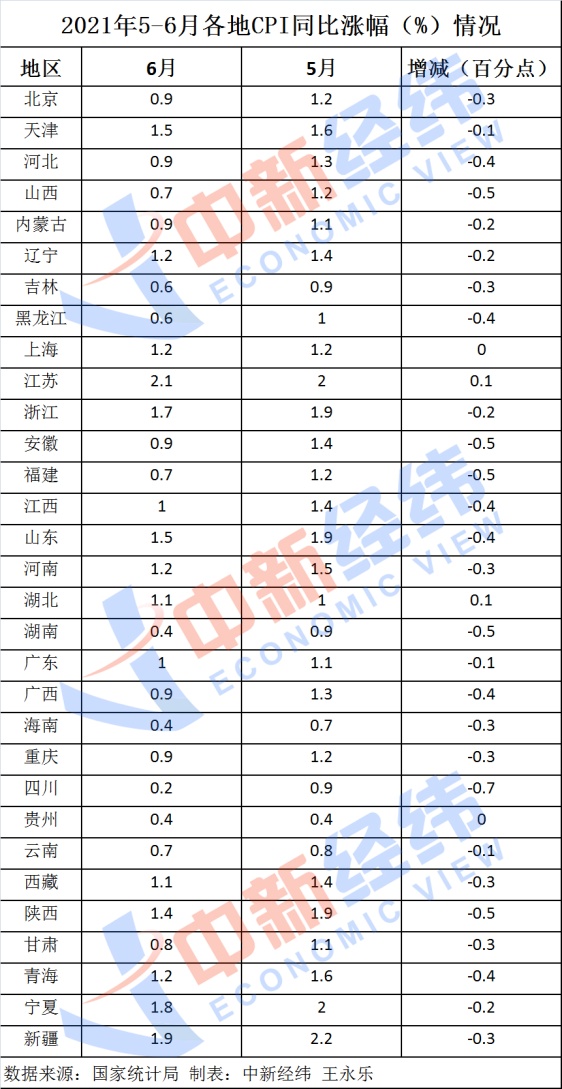 2021年5-6月各地CPI同比涨幅（%）情况
地区 6月 5月 增减（百分点）
北京 0.9 1.2 -0.3
天津 1.5 1.6 -0.1
河北 0.9 1.3 -0.4
山西 0.7 1.2 -0.5
内蒙古 0.9 1.1 -0.2
辽宁 1.2 1.4 -0.2
吉林 0.6 0.9 -0.3
黑龙江 0.6 1 -0.4
上海 1.2 1.2 0
江苏 2.1 2 0.1
浙江 1.7 1.9 -0.2
安徽 0.9 1.4 -0.5
福建 0.7 1.2 -0.5
江西 1 1.4 -0.4
山东 1.5 1.9 -0.4
河南 1.2 1.5 -0.3
湖北 1.1 1 0.1
湖南 0.4 0.9 -0.5
广东 1 1.1 -0.1
广西 0.9 1.3 -0.4
海南 0.4 0.7 -0.3
重庆 0.9 1.2 -0.3
四川 0.2 0.9 -0.7
贵州 0.4 0.4 0
云南 0.7 0.8 -0.1
西藏 1.1 1.4 -0.3
陕西 1.4 1.9 -0.5
甘肃 0.8 1.1 -0.3
青海 1.2 1.6 -0.4
宁夏 1.8 2 -0.2
新疆 1.9 2.2 -0.3
数据来源：国家统计局 制表：中新经纬 王永乐
中新经纬
ECONOMIC VIEW
中新经纬
ECONOMIC VIEW
中新经纬
ECONOMIC VIEW